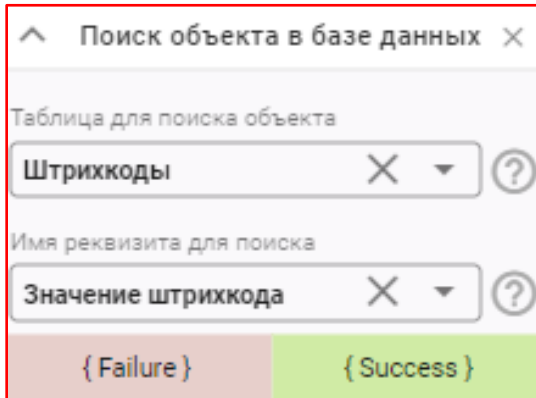 Поиск объекта в базе данных
Таблица для поиска объекта
Штрихкоды
Имя реквизита для поиска
Значение штрихкода
{ Failure } { Success }